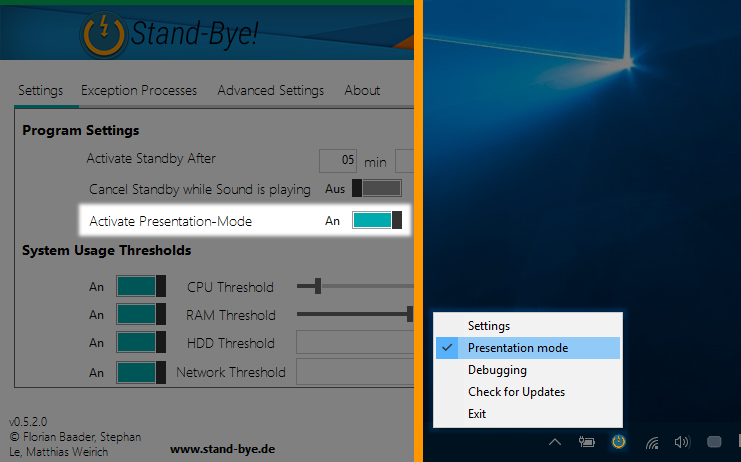 Stand-Bye!
Settings Exception Processes Advanced Settings About
Program Settings
Activate Standby After 05 min
Cancel Standby while Sound is playing Aus
Activate Presentation-Mode An
System Usage Thresholds
An CPU Threshold
An RAM Threshold
An HDD Threshold
An Network Threshold
v0.5.2.0
© Florian Baader, Stephan
Le, Matthias Weirich
www.stand-bye.de
Settings
Presentation mode
Debugging
Check for Updates
Exit